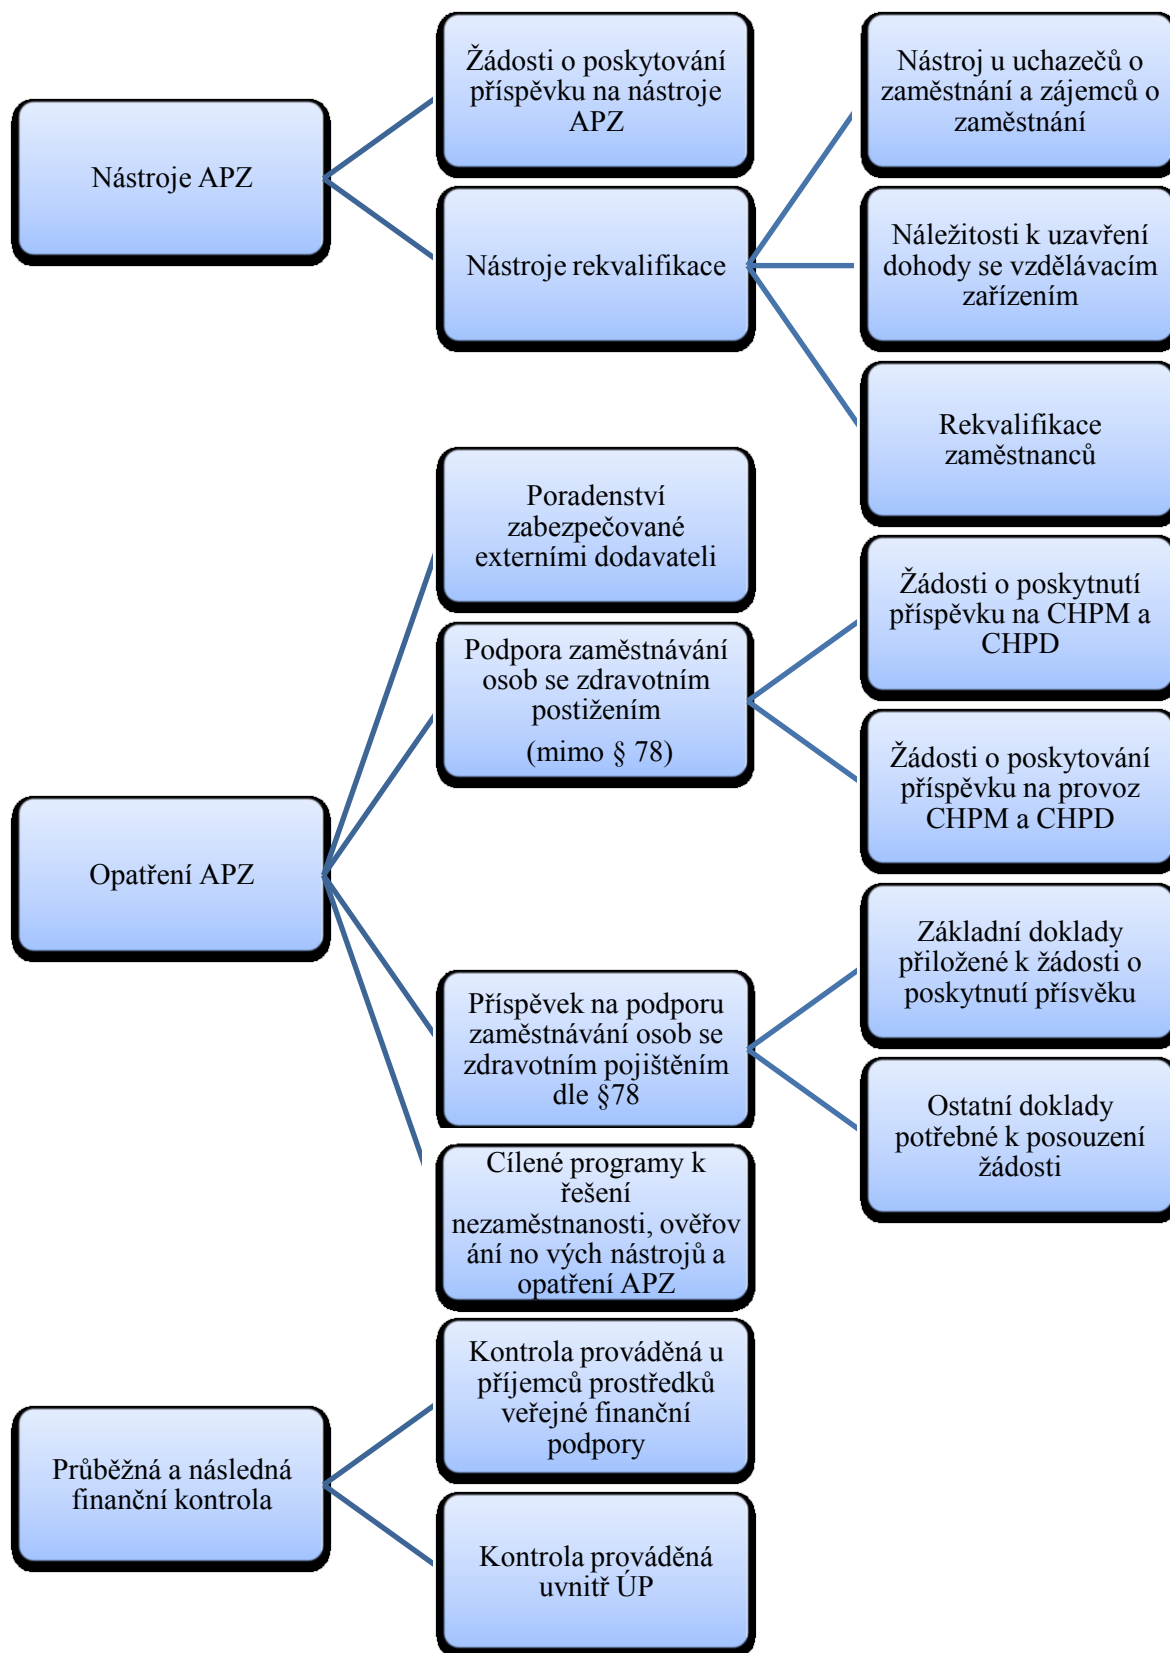 Nástroje APZ
Žádosti o poskytování
příspěvku na nástroje
APZ
Nástroje rekvalifikace
Nástroj u uchazečů o
zaměstnání a zájemců o
zaměstnání
Náležitosti k uzavření
dohody se vzdělávacím
zařízením
Rekvalifikace
zaměstnanců
Opatření APZ
Poradenství
zabezpečované
externími dodavateli
Podpora zaměstnávání
osob se zdravotním
postižením
(mimo § 78)
Žádosti o poskytnutí
příspěvku na CHPM a
CHPD
Žádosti o poskytování
příspěvku na provoz
CHPM a CHPD
Příspěvek na podporu
zaměstnávání osob se
zdravotním pojištěním
dle §78
Základní doklady
přiložené k žádosti o
poskytnutí přísvěku
Ostatní doklady
potřebné k posouzení
žádosti
Cílené programy k
řešení
nezaměstnanosti, ověřov
ání no vých nástrojů a
opatření APZ
Průběžná a následná
finanční kontrola
Kontrola prováděná u
příjemců prostředků
veřejné finanční
podpory
Kontrola prováděná
uvnitř ÚP